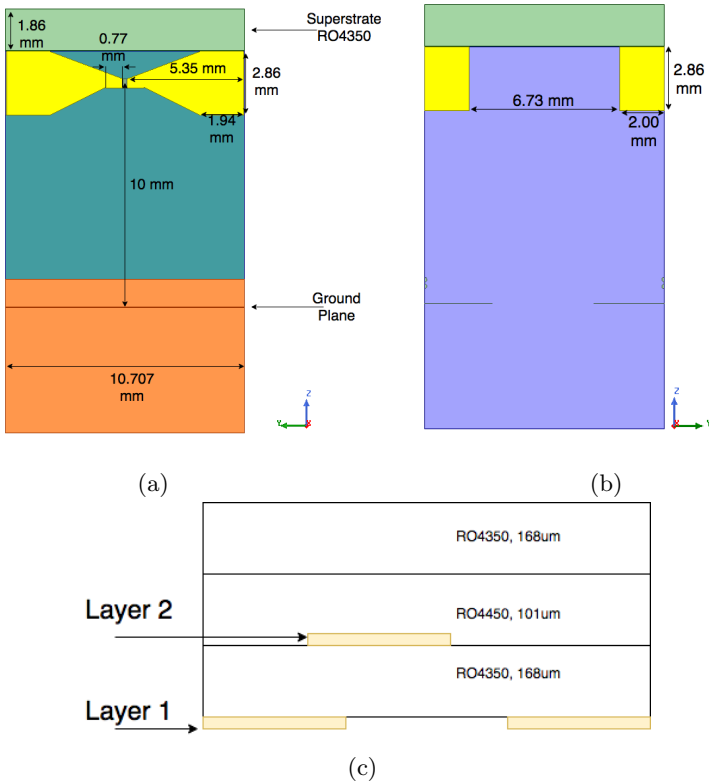 1.86
mm
0.77
mm
5.35 mm
2.86
mm
1.94
mm
10 mm
10.707
mm
Superstrate
RO4350
Ground
Plane
Z
Y
X
(a)
2.86
mm
6.73 mm
2.00
mm
Z
X
Y
(b)
RO4350, 168um
Layer 2
RO4450, 101um
RO4350, 168um
Layer 1
(c)